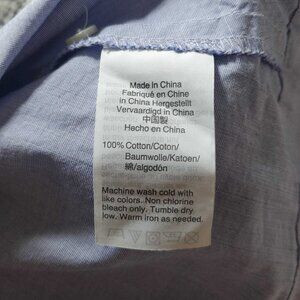 Made in China
Fabriqué en Chine
in China Hergestellt
Vervaardigd in China
中国製
Hecho en China
100% Cotton/Coton/
Baumwolle/Katoen/
綿/algodón
Machine wash cold with
like colors. Non chlorine
bleach only. Tumble dry
low. Warm iron as needed.